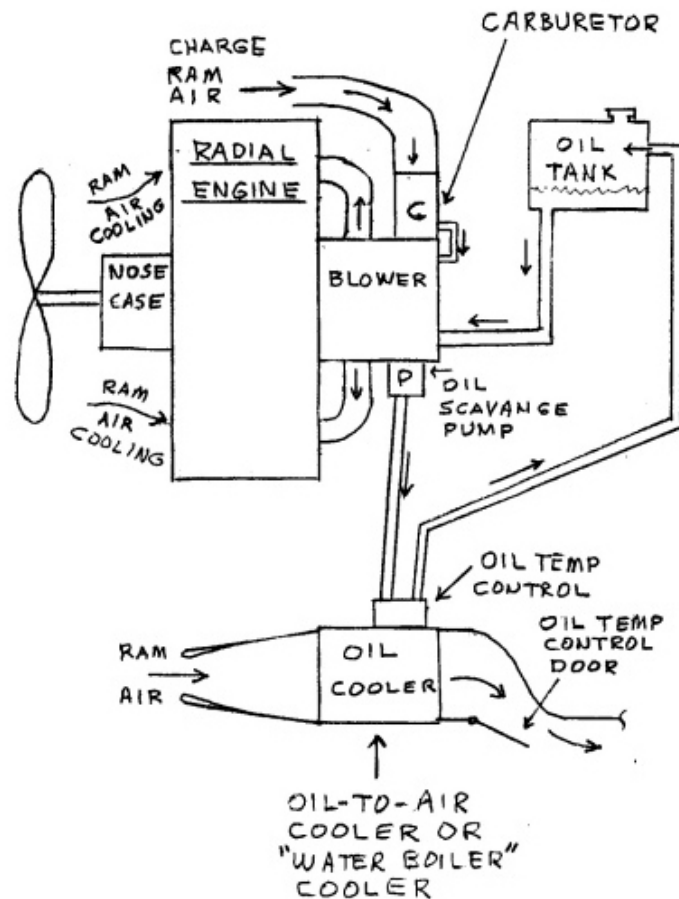 CARBURETOR
CHARGE
RAM
AIR
RADIAL
ENGINE
OIL
TANK
RAM
AIR
COOLING
C
NOSE
CASE
BLOWER
P
OIL
SCAVANGE
PUMP
RAM
AIR
COOLING
OIL TEMP
CONTROL
OIL TEMP
CONTROL
DOOR
RAM
AIR
OIL
COOLER
OIL-TO-AIR
COOLER OR
"WATER BOILER"
COOLER